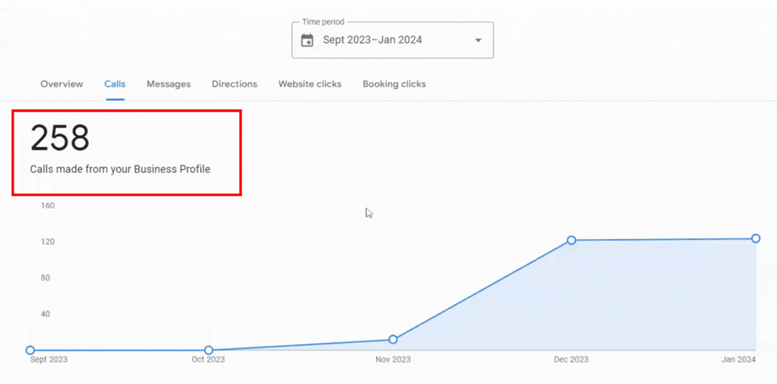 Time period
Sept 2023–Jan 2024
Overview Calls Messages Directions Website clicks Booking clicks
258
Calls made from your Business Profile
160
120
80
40
Sept 2023 Oct 2023 Nov 2023 Dec 2023 Jan 2024